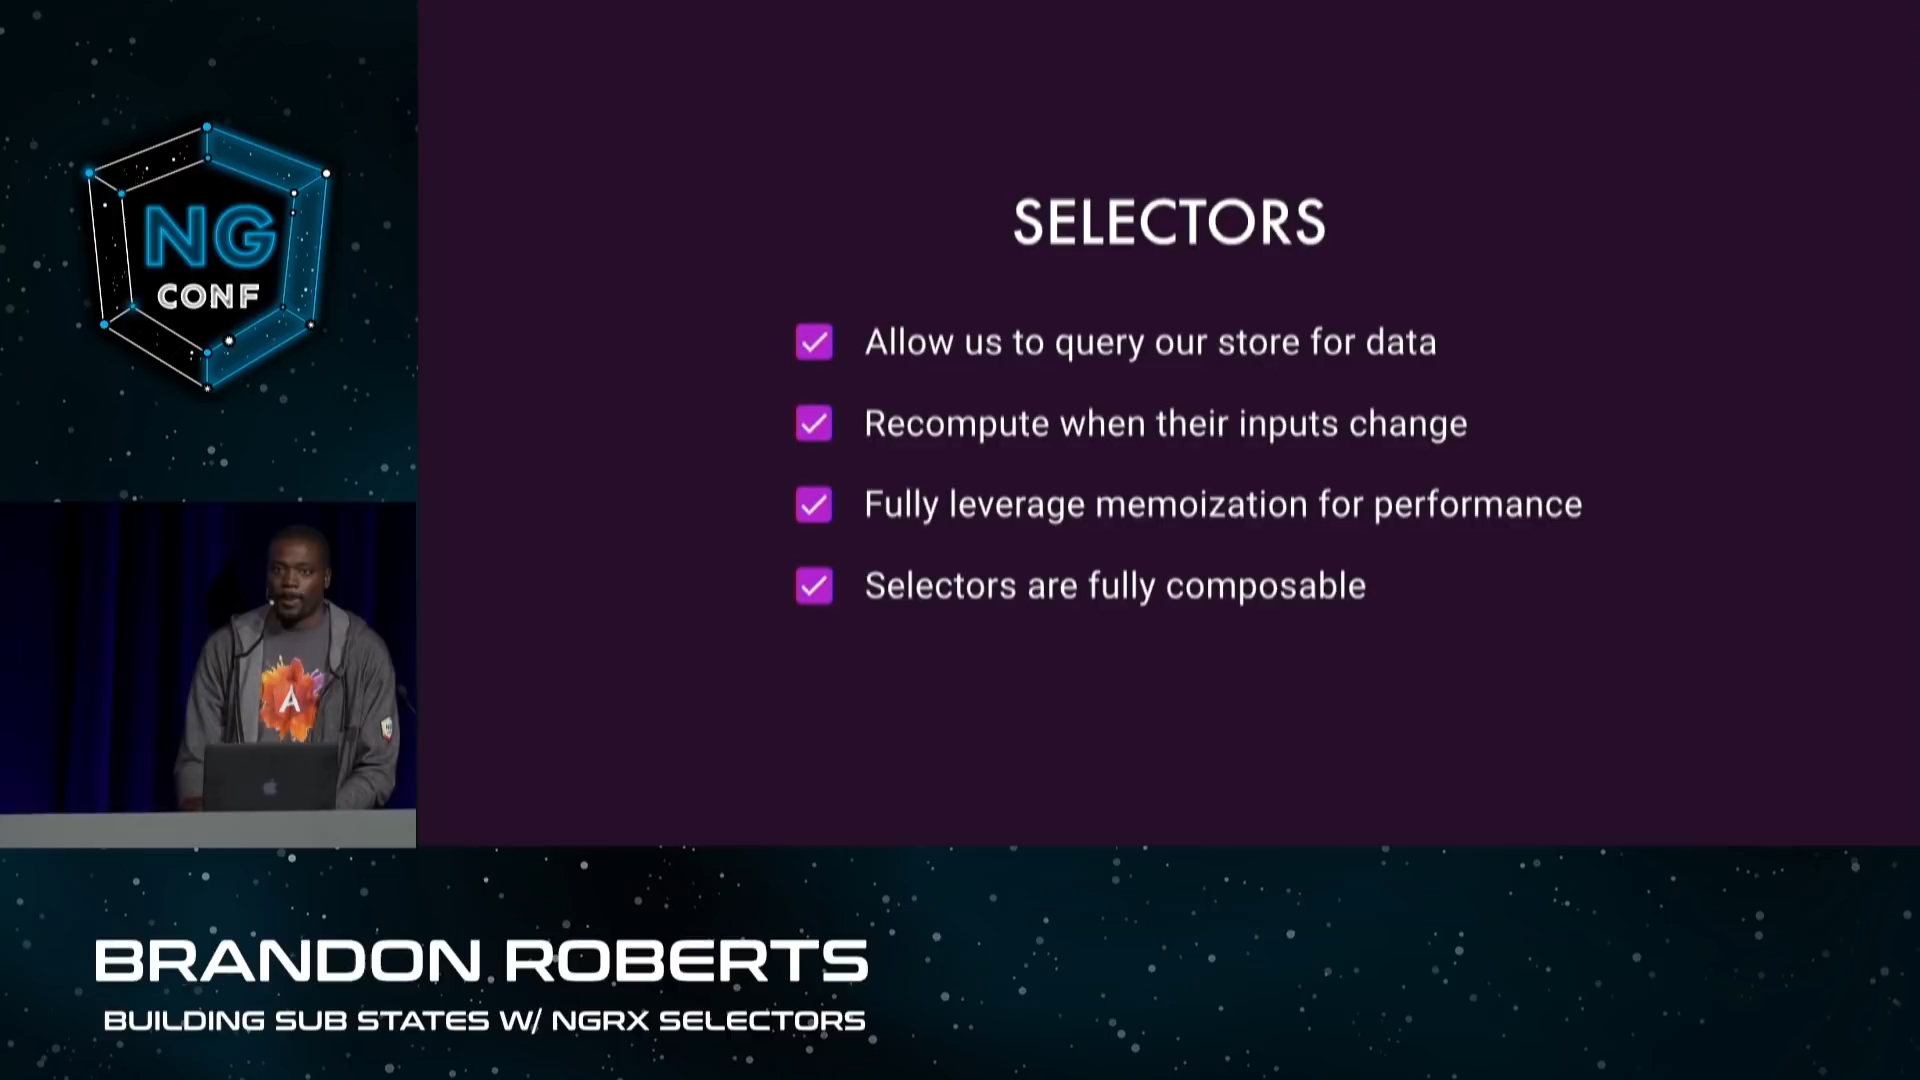 NG
CONF
SELECTORS
Allow us to query our store for data
Recompute when their inputs change
Fully leverage memoization for performance
Selectors are fully composable
A
BRANDON ROBERTS
BUILDING SUB STATES W/ NGRX SELECTORS